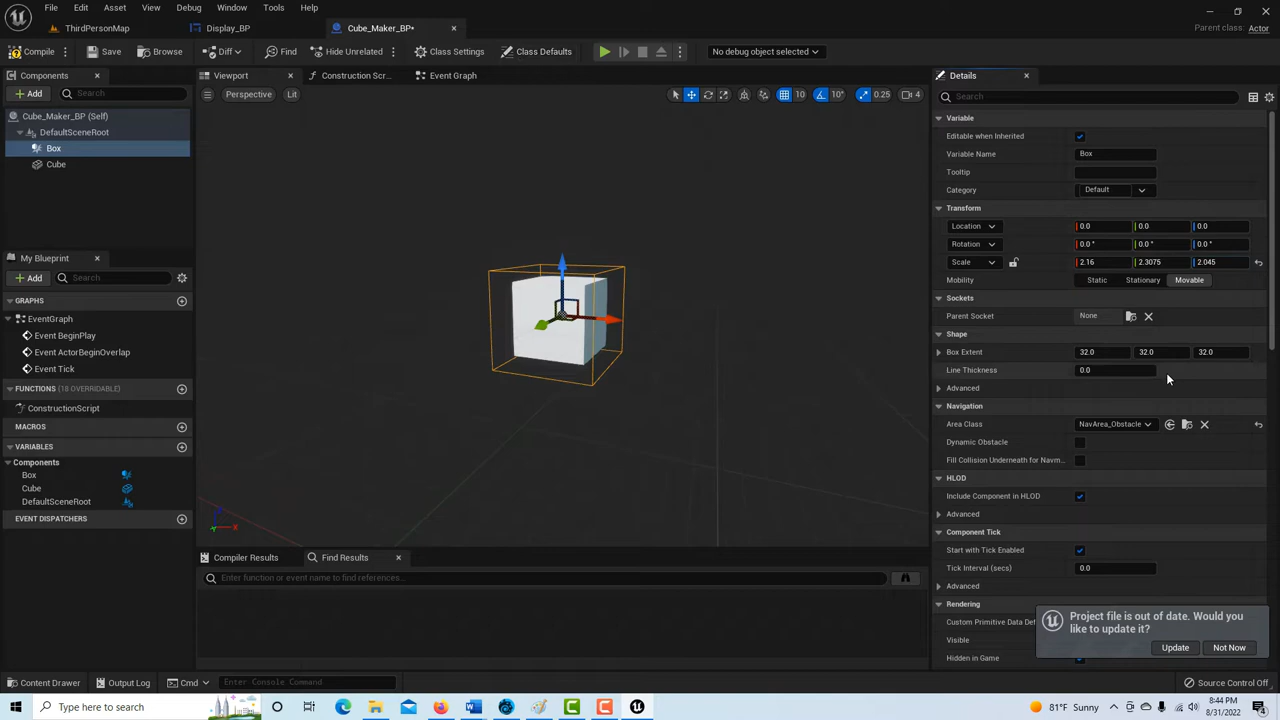 File Edit Asset View Debug Window Tools Help
ThirdPersonMap Display_BP Cube_Maker_BP* Parent class: Actor
Compile Save Browse Diff Find Hide Unrelated Class Settings Class Defaults No debug object selected
Components
Add Search
Cube_Maker_BP (Self)
DefaultSceneRoot
Box
Cube
My Blueprint
Add Search
GRAPHS
EventGraph
Event BeginPlay
Event ActorBeginOverlap
Event Tick
FUNCTIONS (18 OVERRIDABLE)
ConstructionScript
MACROS
VARIABLES
Components
Box
Cube
DefaultSceneRoot
EVENT DISPATCHERS
Viewport Construction Scr... Event Graph
Perspective Lit 10 10° 0.25 4
Compiler Results Find Results
Enter function or event name to find references...
Details
Search
Variable
Editable when Inherited
Variable Name Box
Tooltip
Category Default
Transform
Location 0.0 0.0 0.0
Rotation 0.0 ° 0.0 ° 0.0 °
Scale 2.16 2.3075 2.045
Mobility Static Stationary Movable
Sockets
Parent Socket None
Shape
Box Extent 32.0 32.0 32.0
Line Thickness 0.0
Advanced
Navigation
Area Class NavArea_Obstacle
Dynamic Obstacle
Fill Collision Underneath for Navm...
HLOD
Include Component in HLOD
Advanced
Component Tick
Start with Tick Enabled
Tick Interval (secs) 0.0
Advanced
Rendering
Custom Primitive Data Def
Visible
Hidden in Game
Project file is out of date. Would you
like to update it?
Update Not Now
Content Drawer Output Log Cmd Enter Console Command Source Control Off
Type here to search 85°F Sunny 8:44 PM
8/31/2022